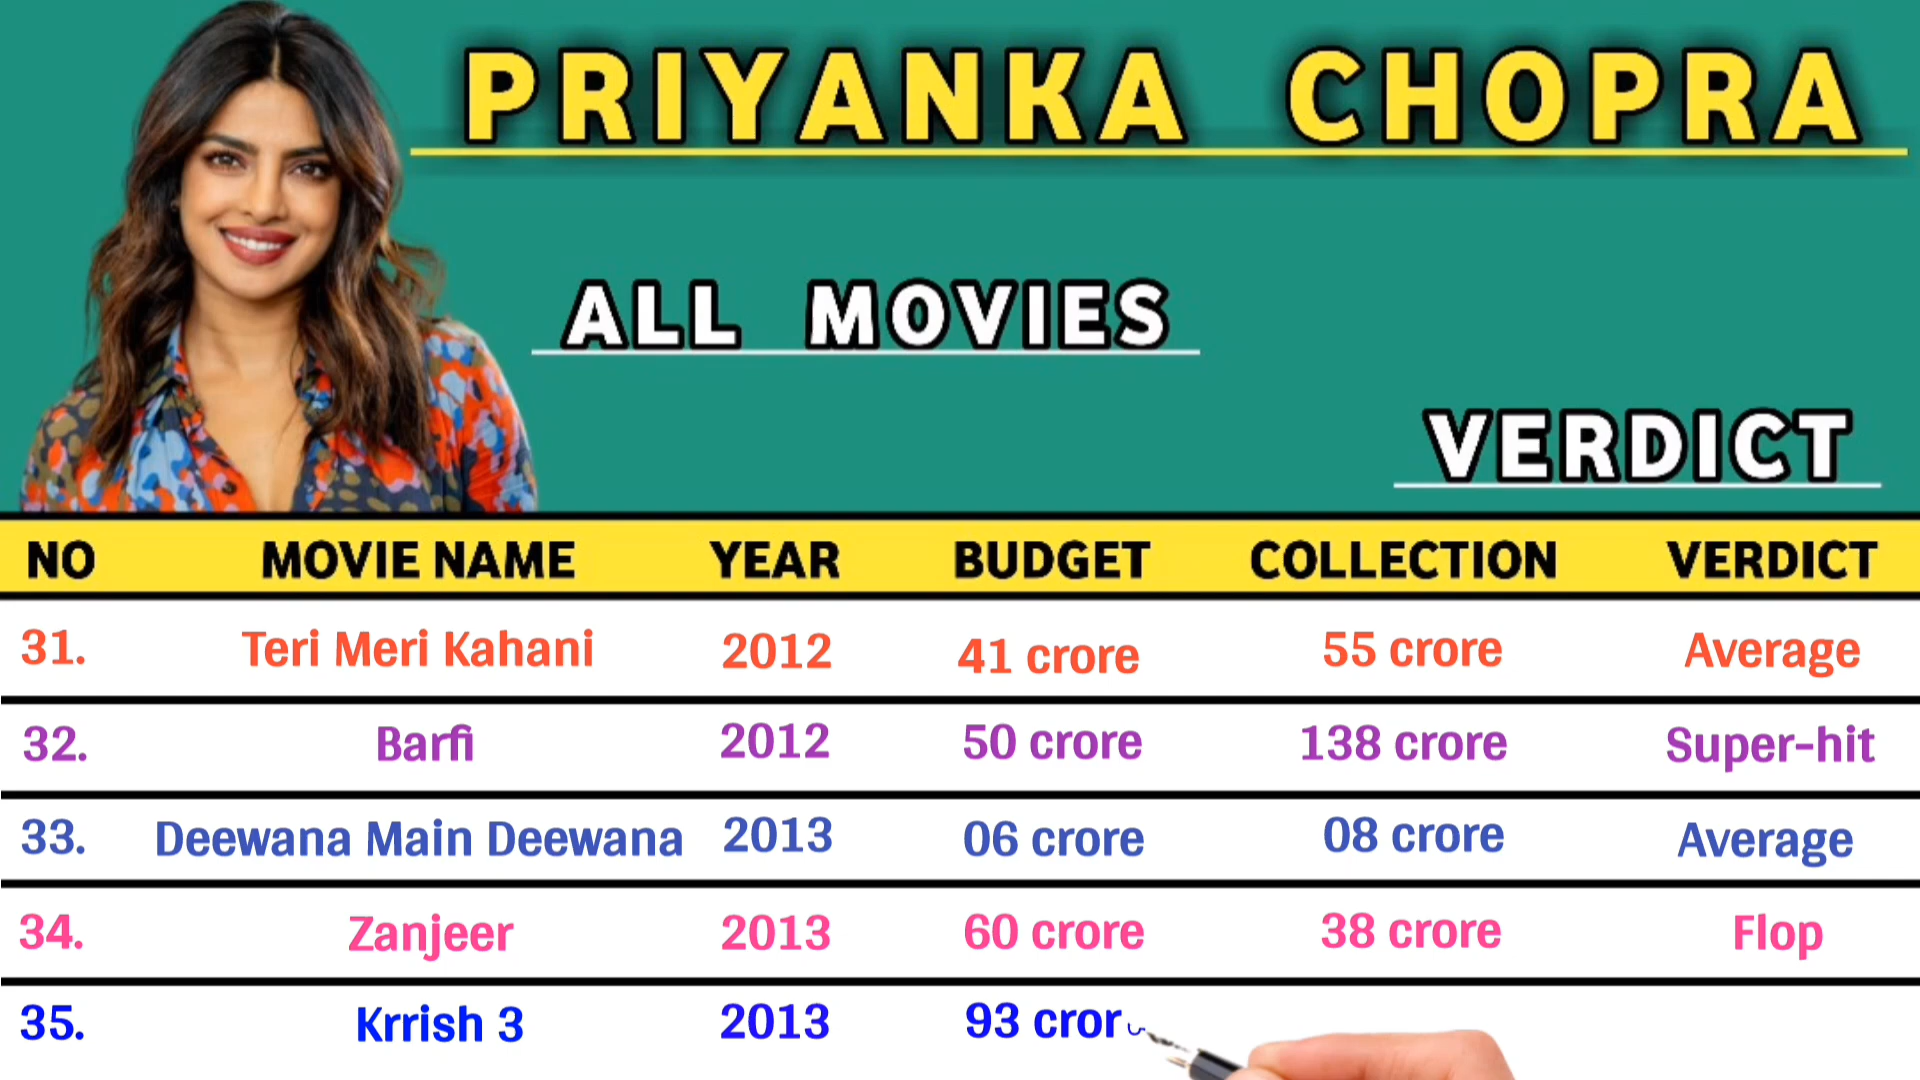 PRIYANKA CHOPRA
ALL MOVIES
VERDICT
NO MOVIE NAME YEAR BUDGET COLLECTION VERDICT
31. Teri Meri Kahani 2012 41 crore 55 crore Average
32. Barfi 2012 50 crore 138 crore Super-hit
33. Deewana Main Deewana 2013 06 crore 08 crore Average
34. Zanjeer 2013 60 crore 38 crore Flop
35. Krrish 3 2013 93 cror